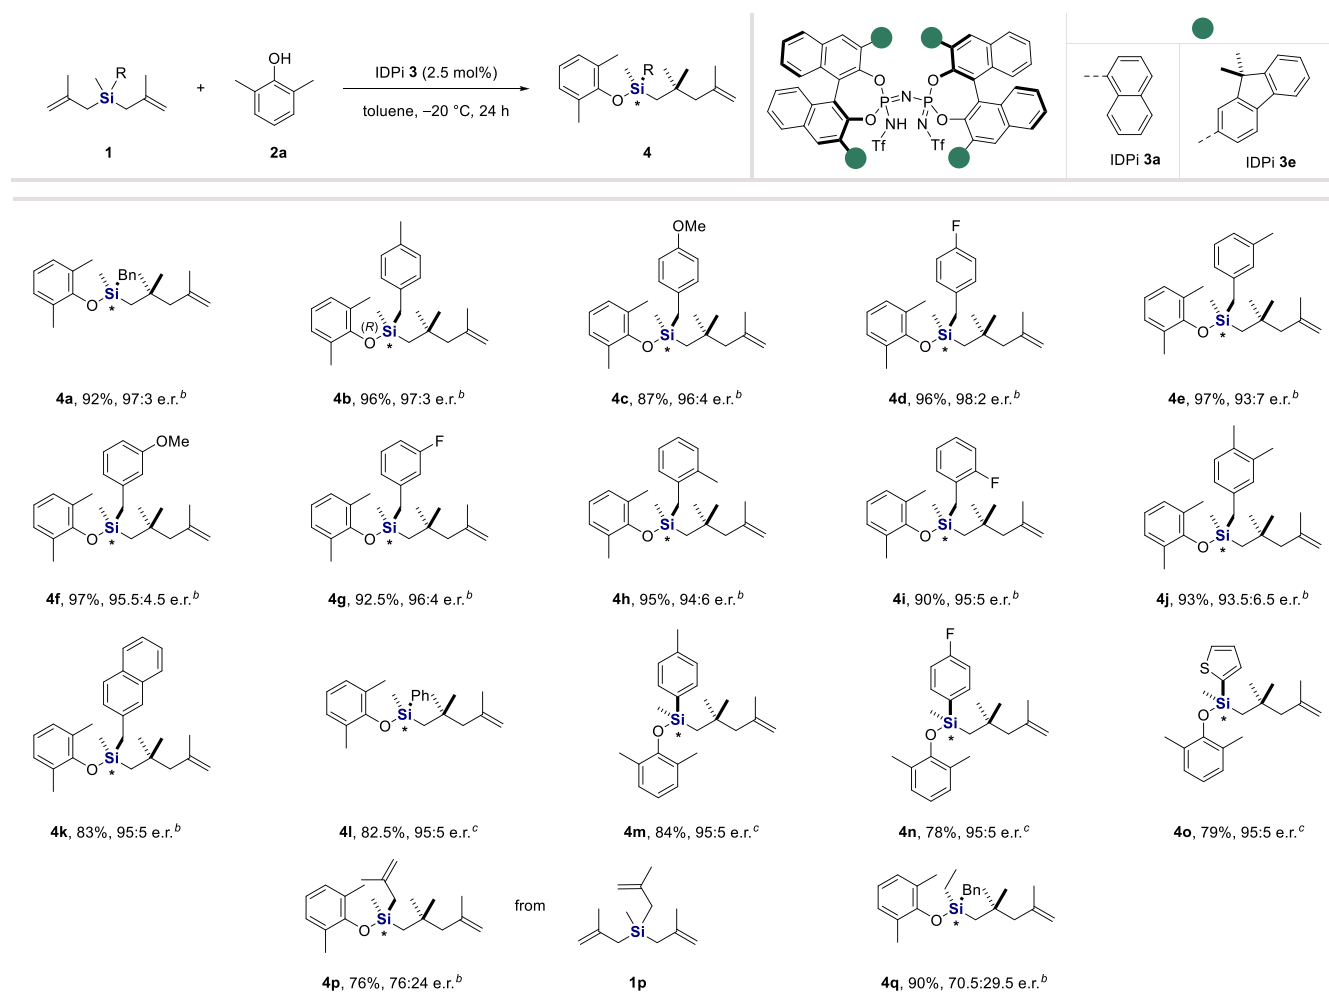 R
Si
1
+
OH
2a
IDPi 3 (2.5 mol%)
toluene, –20 °C, 24 h
O Si R
*
4
O O
P N P
O O
NH N
Tf Tf
IDPi 3a
IDPi 3e
O Si Bn
*
4a, 92%, 97:3 e.r.b
(R)
O Si
*
4b, 96%, 97:3 e.r.b
OMe
O Si
*
4c, 87%, 96:4 e.r.b
F
O Si
*
4d, 96%, 98:2 e.r.b
O Si
*
4e, 97%, 93:7 e.r.b
OMe
O Si
*
4f, 97%, 95.5:4.5 e.r.b
F
O Si
*
4g, 92.5%, 96:4 e.r.b
O Si
*
4h, 95%, 94:6 e.r.b
F
O Si
*
4i, 90%, 95:5 e.r.b
O Si
*
4j, 93%, 93.5:6.5 e.r.b
O Si
*
4k, 83%, 95:5 e.r.b
O Si Ph
*
4l, 82.5%, 95:5 e.r.c
Si
O *
4m, 84%, 95:5 e.r.c
F
Si
O *
4n, 78%, 95:5 e.r.c
S
Si
O *
4o, 79%, 95:5 e.r.c
O Si
*
4p, 76%, 76:24 e.r.b
from
Si
1p
O Si Bn
*
4q, 90%, 70.5:29.5 e.r.b